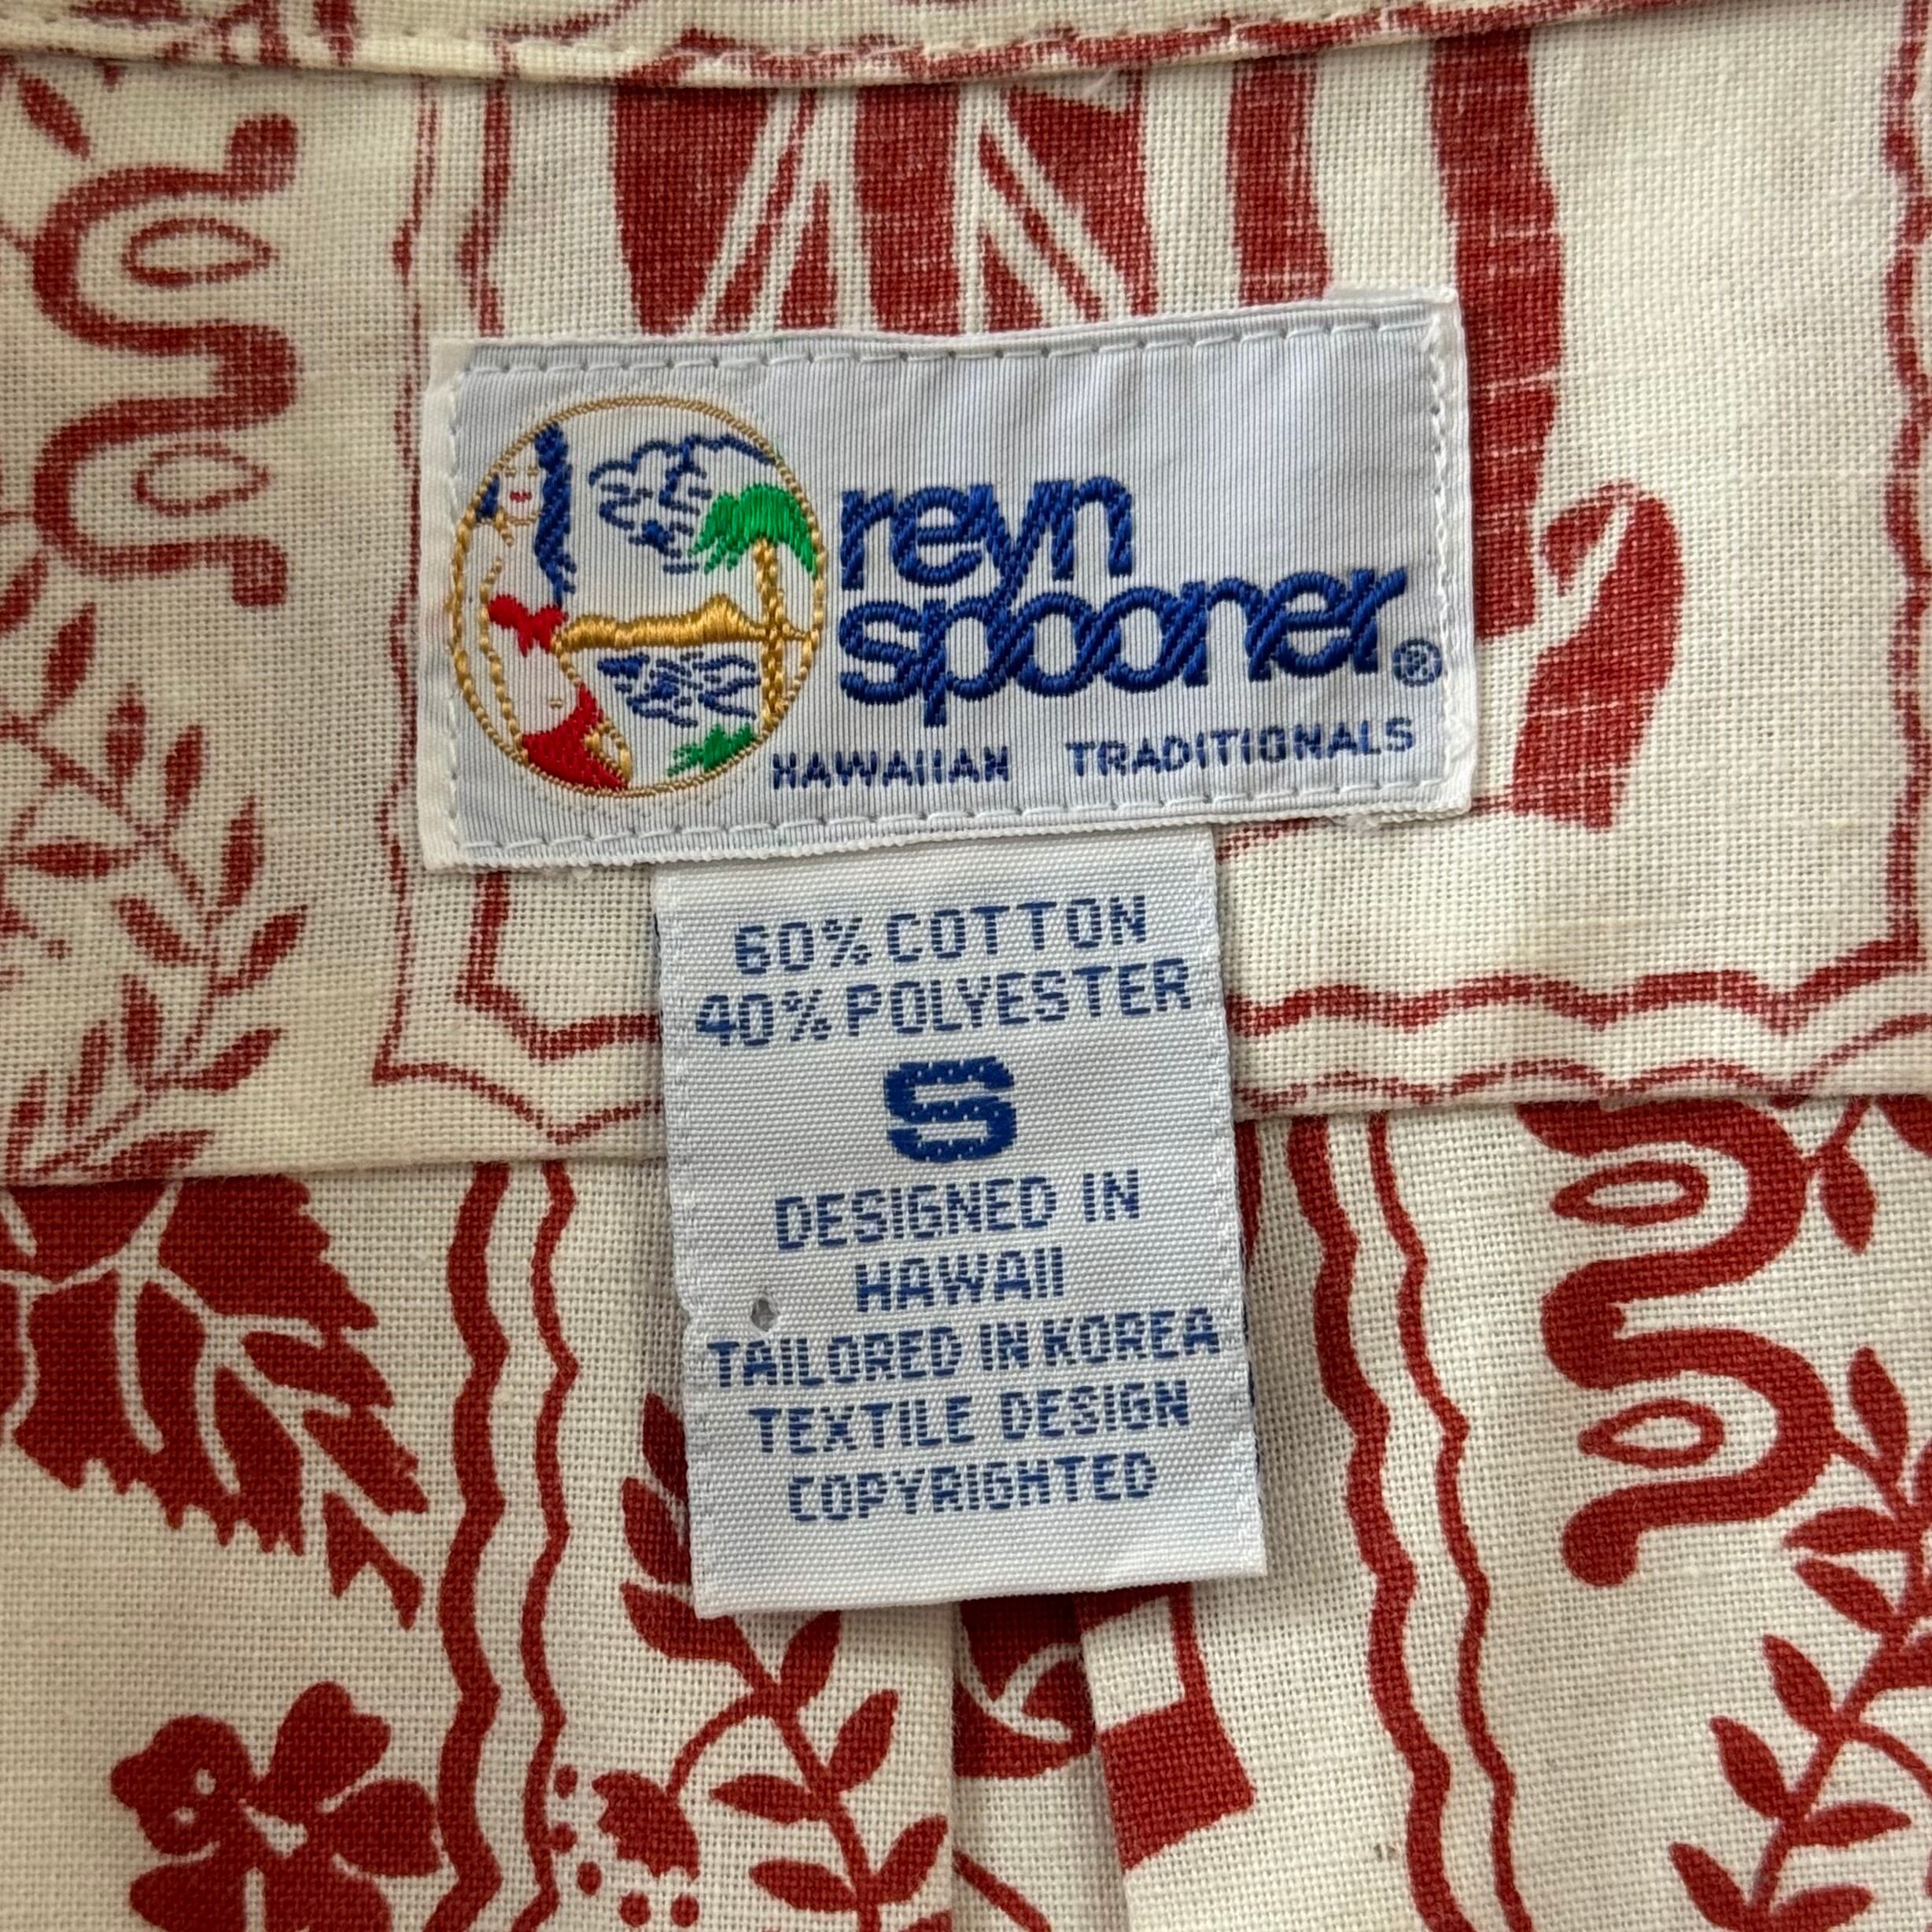 reyn
spooner®
HAWAIIAN TRADITIONALS
60% COTTON
40% POLYESTER
S
DESIGNED IN
HAWAII
TAILORED IN KOREA
TEXTILE DESIGN
COPYRIGHTED